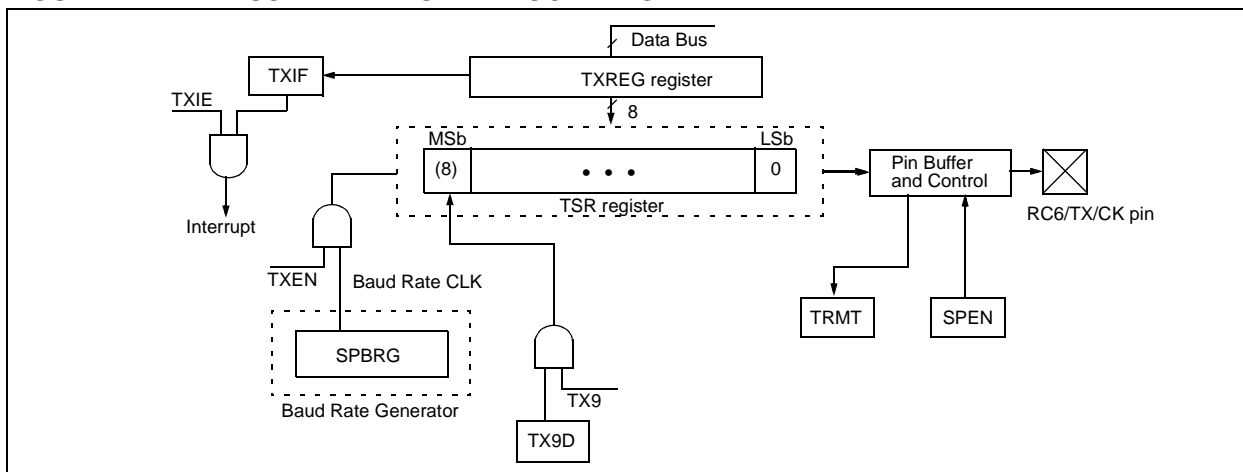 Data Bus
TXIF
TXREG register
TXIE
8
MSb
LSb
(8)
• • •
0
Pin Buffer
and Control
TSR register
Interrupt
RC6/TX/CK pin
TXEN
Baud Rate CLK
TRMT
SPEN
SPBRG
TX9
Baud Rate Generator
TX9D